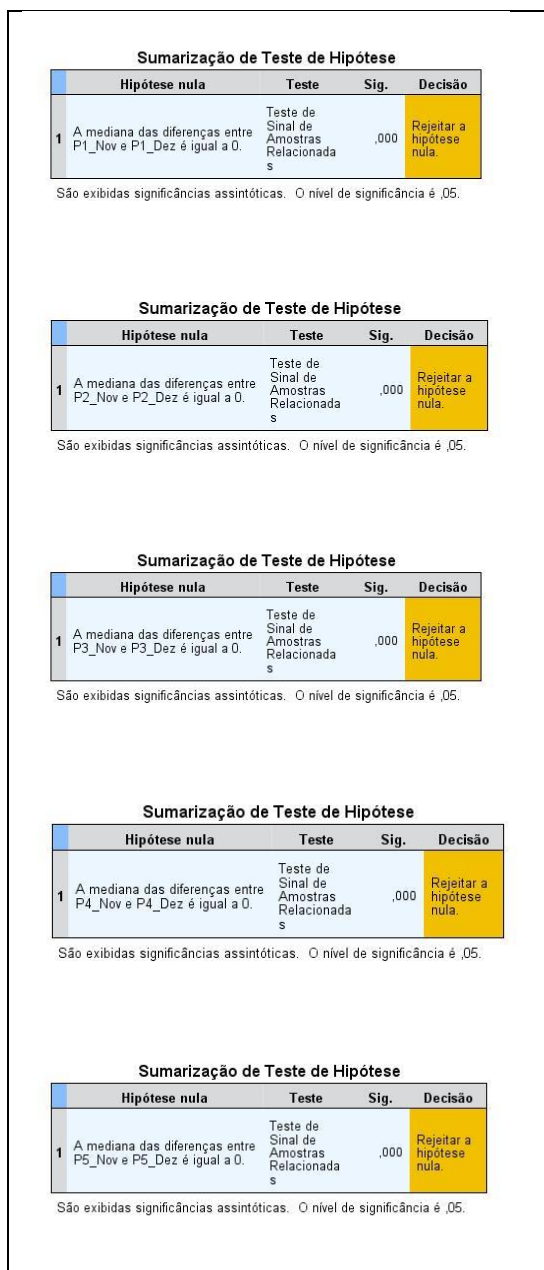 Sumarização de Teste de Hipótese
Hipótese nula Teste Sig. Decisão
1 A mediana das diferenças entre P1_Nov e P1_Dez é igual a 0. Teste de Sinal de Amostras Relacionada s ,000 Rejeitar a hipótese nula.
São exibidas significâncias assintóticas. O nível de significância é ,05.
Sumarização de Teste de Hipótese
Hipótese nula Teste Sig. Decisão
1 A mediana das diferenças entre P2_Nov e P2_Dez é igual a 0. Teste de Sinal de Amostras Relacionada s ,000 Rejeitar a hipótese nula.
São exibidas significâncias assintóticas. O nível de significância é ,05.
Sumarização de Teste de Hipótese
Hipótese nula Teste Sig. Decisão
1 A mediana das diferenças entre P3_Nov e P3_Dez é igual a 0. Teste de Sinal de Amostras Relacionada s ,000 Rejeitar a hipótese nula.
São exibidas significâncias assintóticas. O nível de significância é ,05.
Sumarização de Teste de Hipótese
Hipótese nula Teste Sig. Decisão
1 A mediana das diferenças entre P4_Nov e P4_Dez é igual a 0. Teste de Sinal de Amostras Relacionada s ,000 Rejeitar a hipótese nula.
São exibidas significâncias assintóticas. O nível de significância é ,05.
Sumarização de Teste de Hipótese
Hipótese nula Teste Sig. Decisão
1 A mediana das diferenças entre P5_Nov e P5_Dez é igual a 0. Teste de Sinal de Amostras Relacionada s ,000 Rejeitar a hipótese nula.
São exibidas significâncias assintóticas. O nível de significância é ,05.